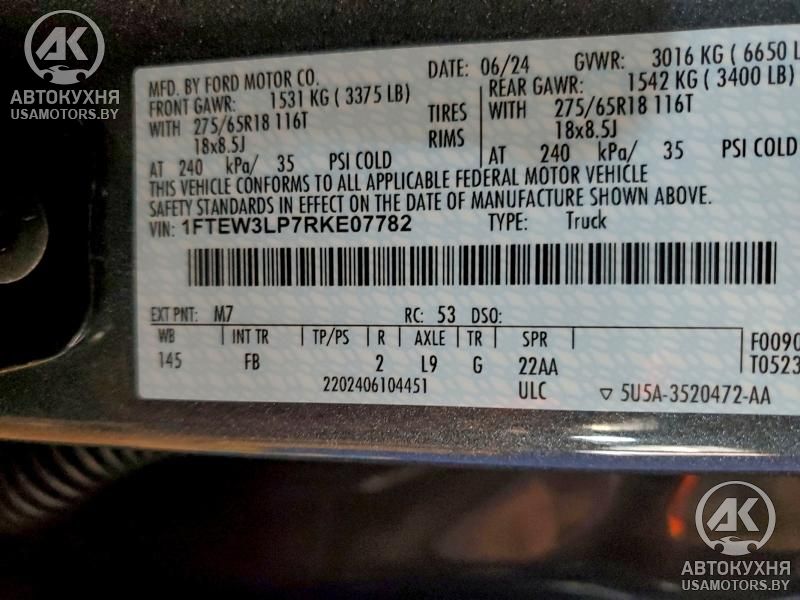 AK
АВТОКУХНЯ
USAMOTORS.BY
MFD. BY FORD MOTOR CO. DATE: 06/24 GVWR: 3016 KG ( 6650 L
FRONT GAWR: 1531 KG ( 3375 LB) REAR GAWR: 1542 KG ( 3400 LB)
WITH 275/65R18 116T TIRES WITH 275/65R18 116T
18x8.5J RIMS 18x8.5J
AT 240 kPa/ 35 PSI COLD AT 240 kPa/ 35 PSI COLD
THIS VEHICLE CONFORMS TO ALL APPLICABLE FEDERAL MOTOR VEHICLE
SAFETY STANDARDS IN EFFECT ON THE DATE OF MANUFACTURE SHOWN ABOVE.
VIN: 1FTEW3LP7RKE07782 TYPE: Truck
EXT PNT: M7 RC: 53 DSO:
WB INT TR TP/PS R AXLE TR SPR F0090
145 FB 2 L9 G 22AA T0523
2202406104451 ULC ▽ 5U5A-3520472-AA
AK
АВТОКУХНЯ
USAMOTORS.BY